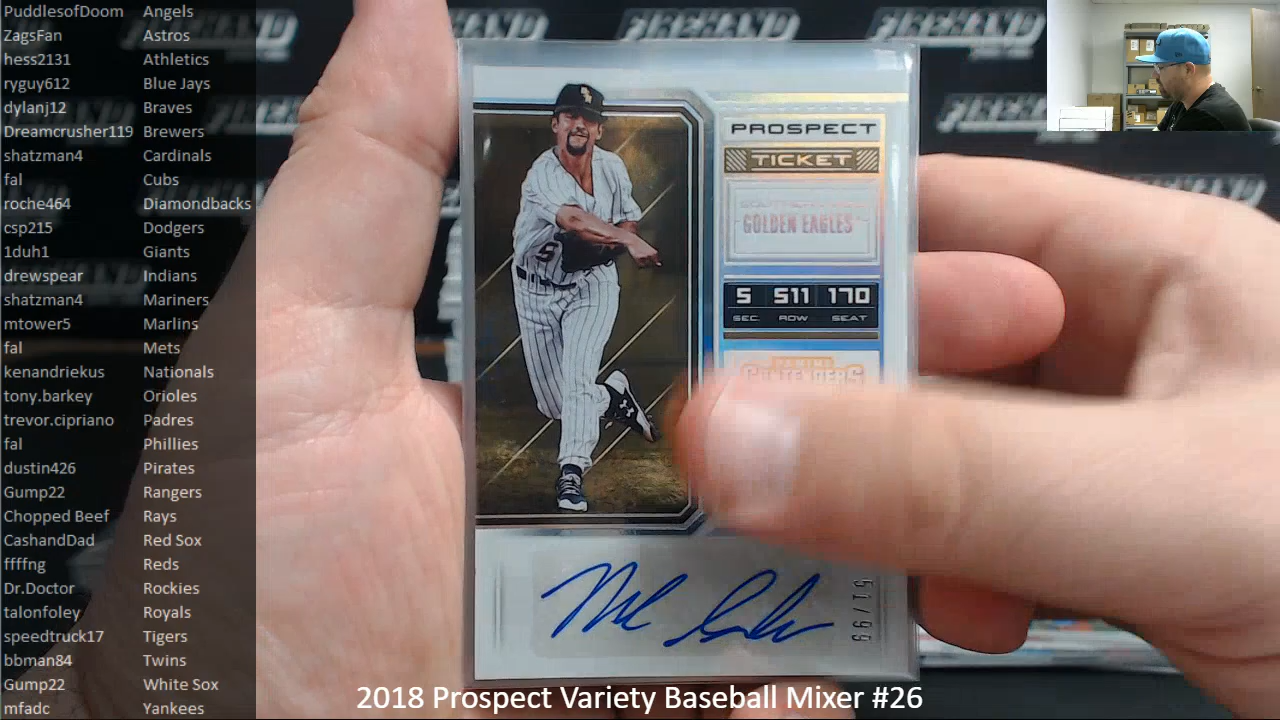 PuddlesofDoom Angels
ZagsFan Astros
hess2131 Athletics
ryguy612 Blue Jays
dylanj12 Braves
Dreamcrusher119 Brewers
shatzman4 Cardinals
fal Cubs
roche464 Diamondbacks
csp215 Dodgers
1duh1 Giants
drewspear Indians
shatzman4 Mariners
mtower5 Marlins
fal Mets
kenandriekus Nationals
tony.barkey Orioles
trevor.cipriano Padres
fal Phillies
dustin426 Pirates
Gump22 Rangers
Chopped Beef Rays
CashandDad Red Sox
ffffng Reds
Dr.Doctor Rockies
talonfoley Royals
speedtruck17 Tigers
bbman84 Twins
Gump22 White Sox
mfadc Yankees
PROSPECT
TICKET
GOLDEN EAGLES
5 511 170
SEC. ROW SEAT
CONTENDERS
51/99
2018 Prospect Variety Baseball Mixer #26